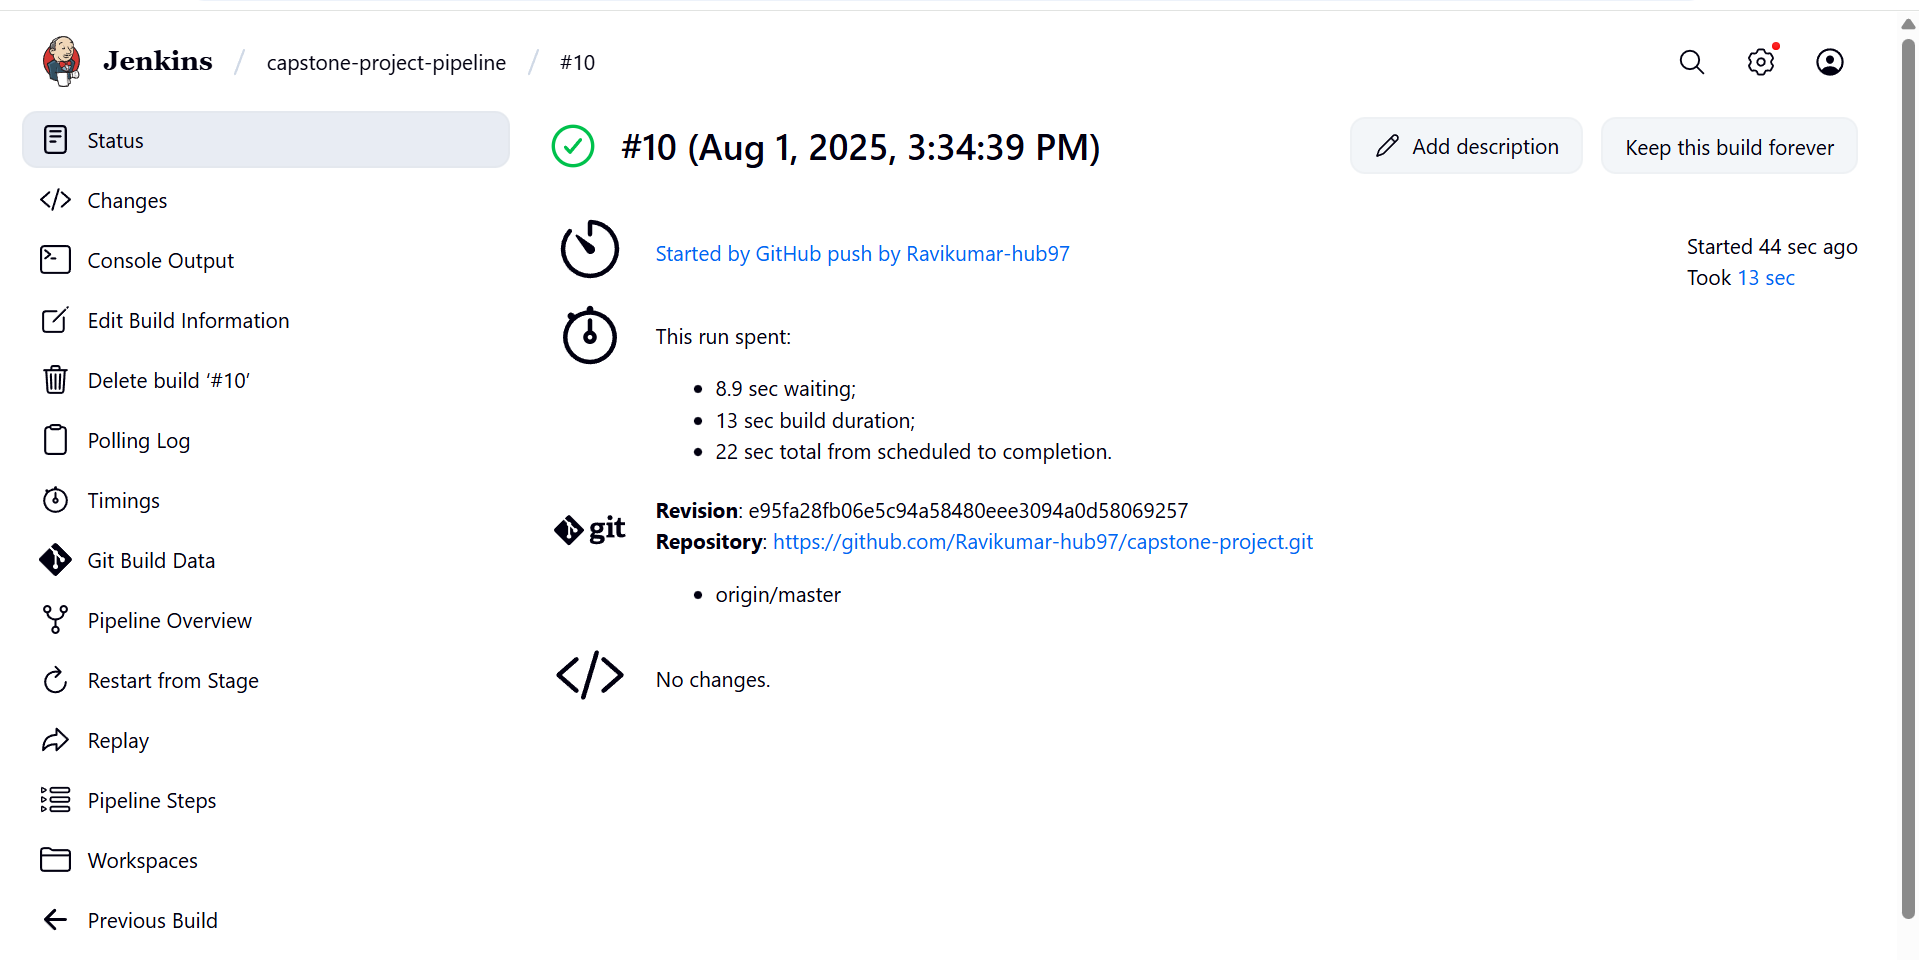 Jenkins / capstone-project-pipeline / #10
Status
Changes
Console Output
Edit Build Information
Delete build ‘#10’
Polling Log
Timings
Git Build Data
Pipeline Overview
Restart from Stage
Replay
Pipeline Steps
Workspaces
Previous Build
#10 (Aug 1, 2025, 3:34:39 PM)
Add description
Keep this build forever
Started by GitHub push by Ravikumar-hub97
Started 44 sec ago
Took 13 sec
This run spent:
• 8.9 sec waiting;
• 13 sec build duration;
• 22 sec total from scheduled to completion.
git
Revision: e95fa28fb06e5c94a58480eee3094a0d58069257
Repository: https://github.com/Ravikumar-hub97/capstone-project.git
• origin/master
No changes.